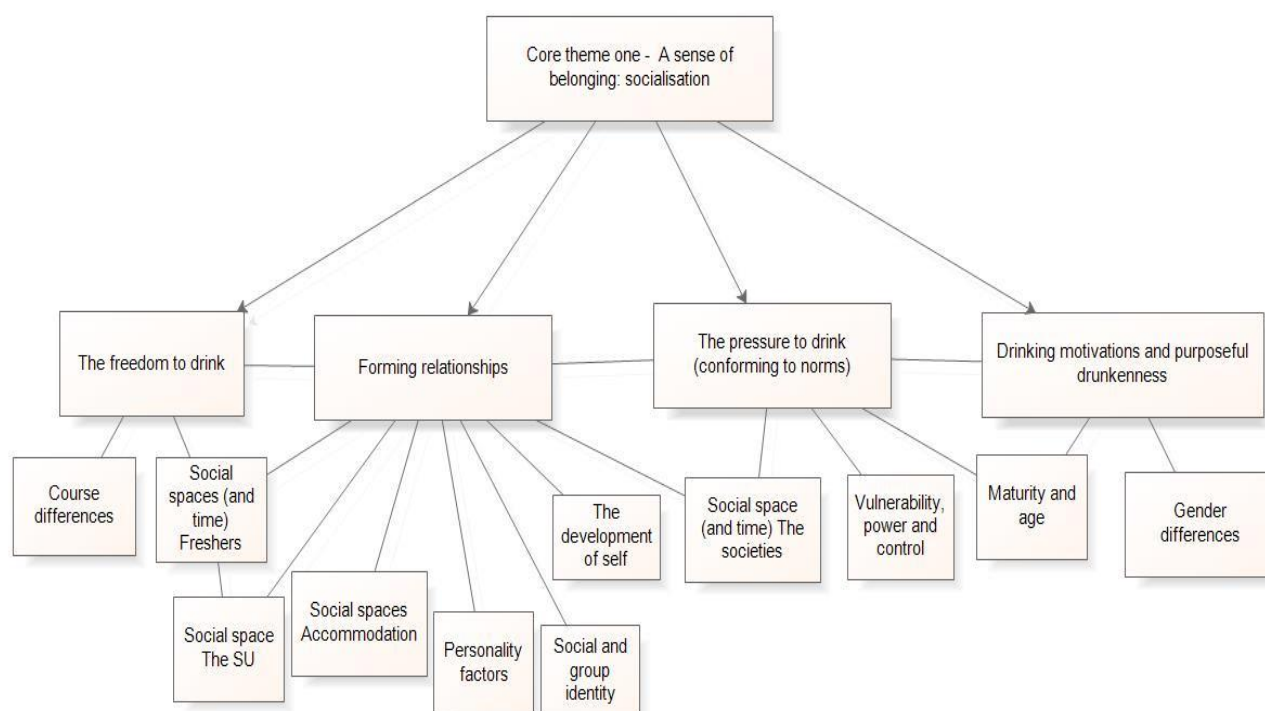 Core theme one - A sense of
belonging: socialisation
The freedom to drink
Forming relationships
The pressure to drink
(conforming to norms)
Drinking motivations and purposeful
drunkenness
Course
differences
Social
spaces (and
time)
Freshers
The
development
of self
Social space
(and time) The
societies
Vulnerability,
power and
control
Maturity and
age
Gender
differences
Social space
The SU
Social spaces
Accommodation
Personality
factors
Social and
group
identity